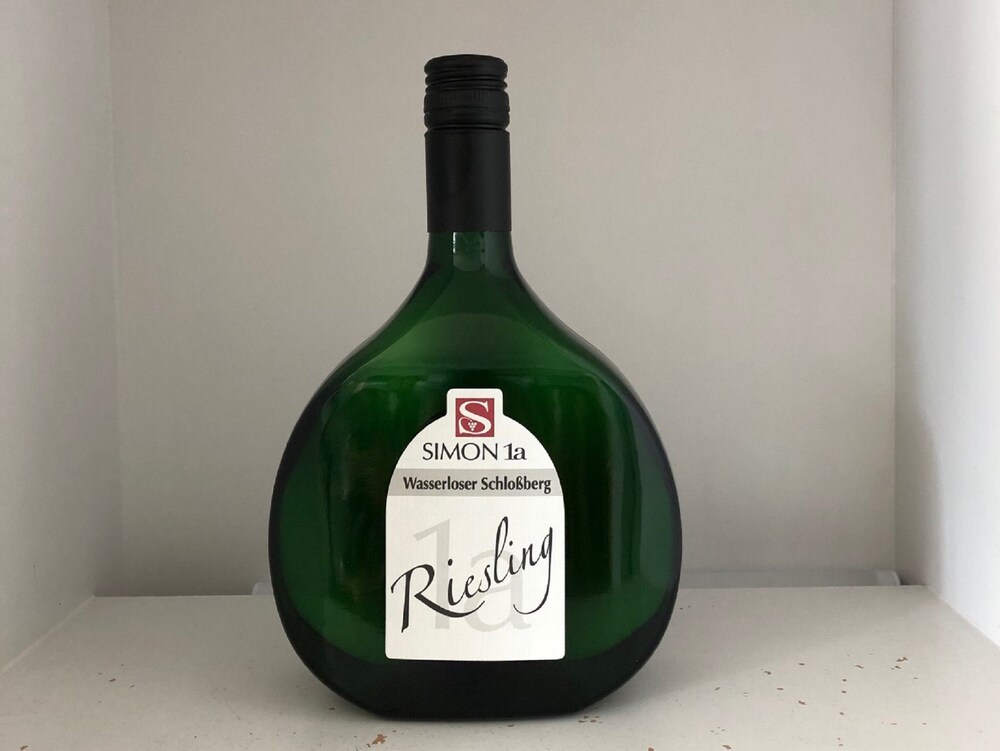 S
SIMON 1a
Wasserloser Schloßberg
1a
Riesling